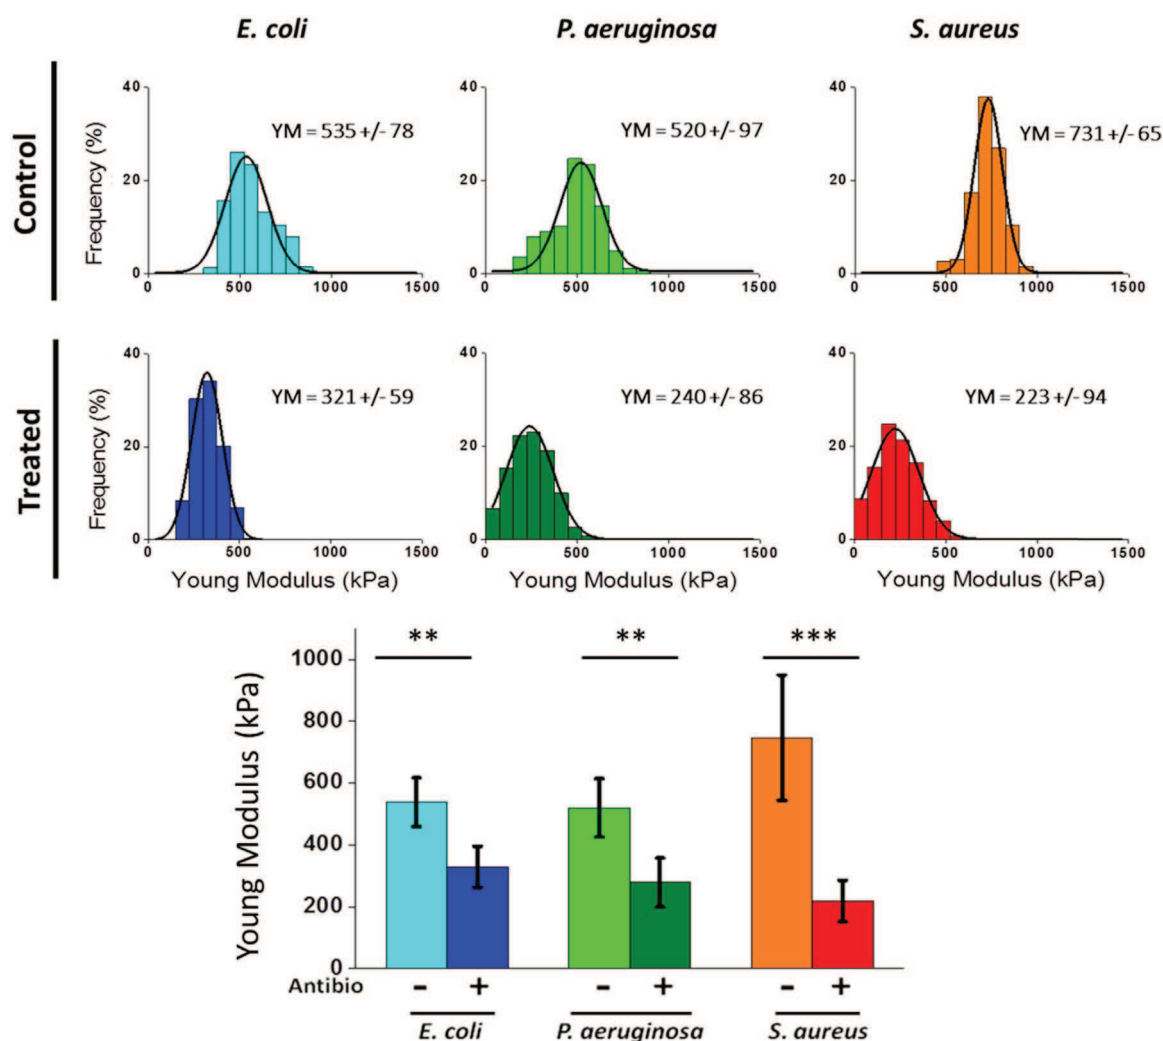 E. coli P. aeruginosa S. aureus
Control
Frequency (%)
40
20
0
YM = 535 +/- 78
0 500 1000 1500
40
20
0
YM = 520 +/- 97
0 500 1000 1500
40
20
0
YM = 731 +/- 65
0 500 1000 1500
Treated
Frequency (%)
40
20
0
YM = 321 +/- 59
0 500 1000 1500
Young Modulus (kPa)
40
20
0
YM = 240 +/- 86
0 500 1000 1500
Young Modulus (kPa)
40
20
0
YM = 223 +/- 94
0 500 1000 1500
Young Modulus (kPa)
Young Modulus (kPa)
1000
800
600
400
200
0
** ** ***
Antibio - + - + - +
E. coli P. aeruginosa S. aureus